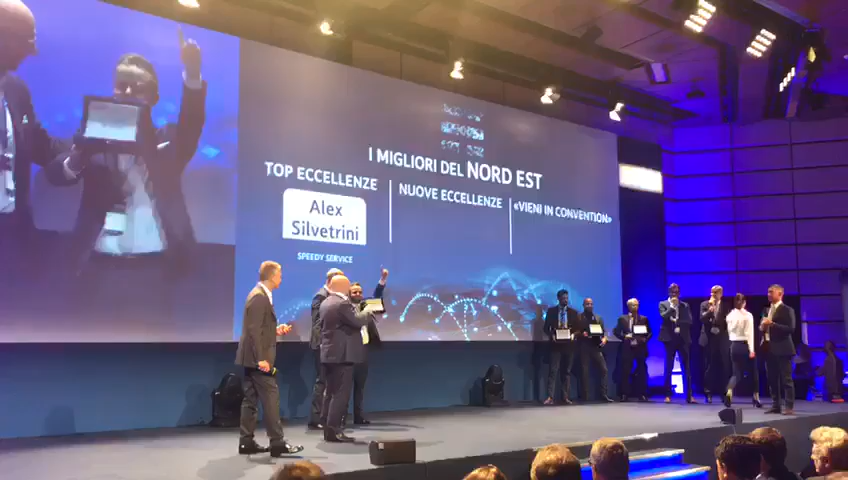 I MIGLIORI DEL NORD EST
TOP ECCELLENZE
Alex
Silvetrini
SPEEDY SERVICE
NUOVE ECCELLENZE
«VIENI IN CONVENTION»